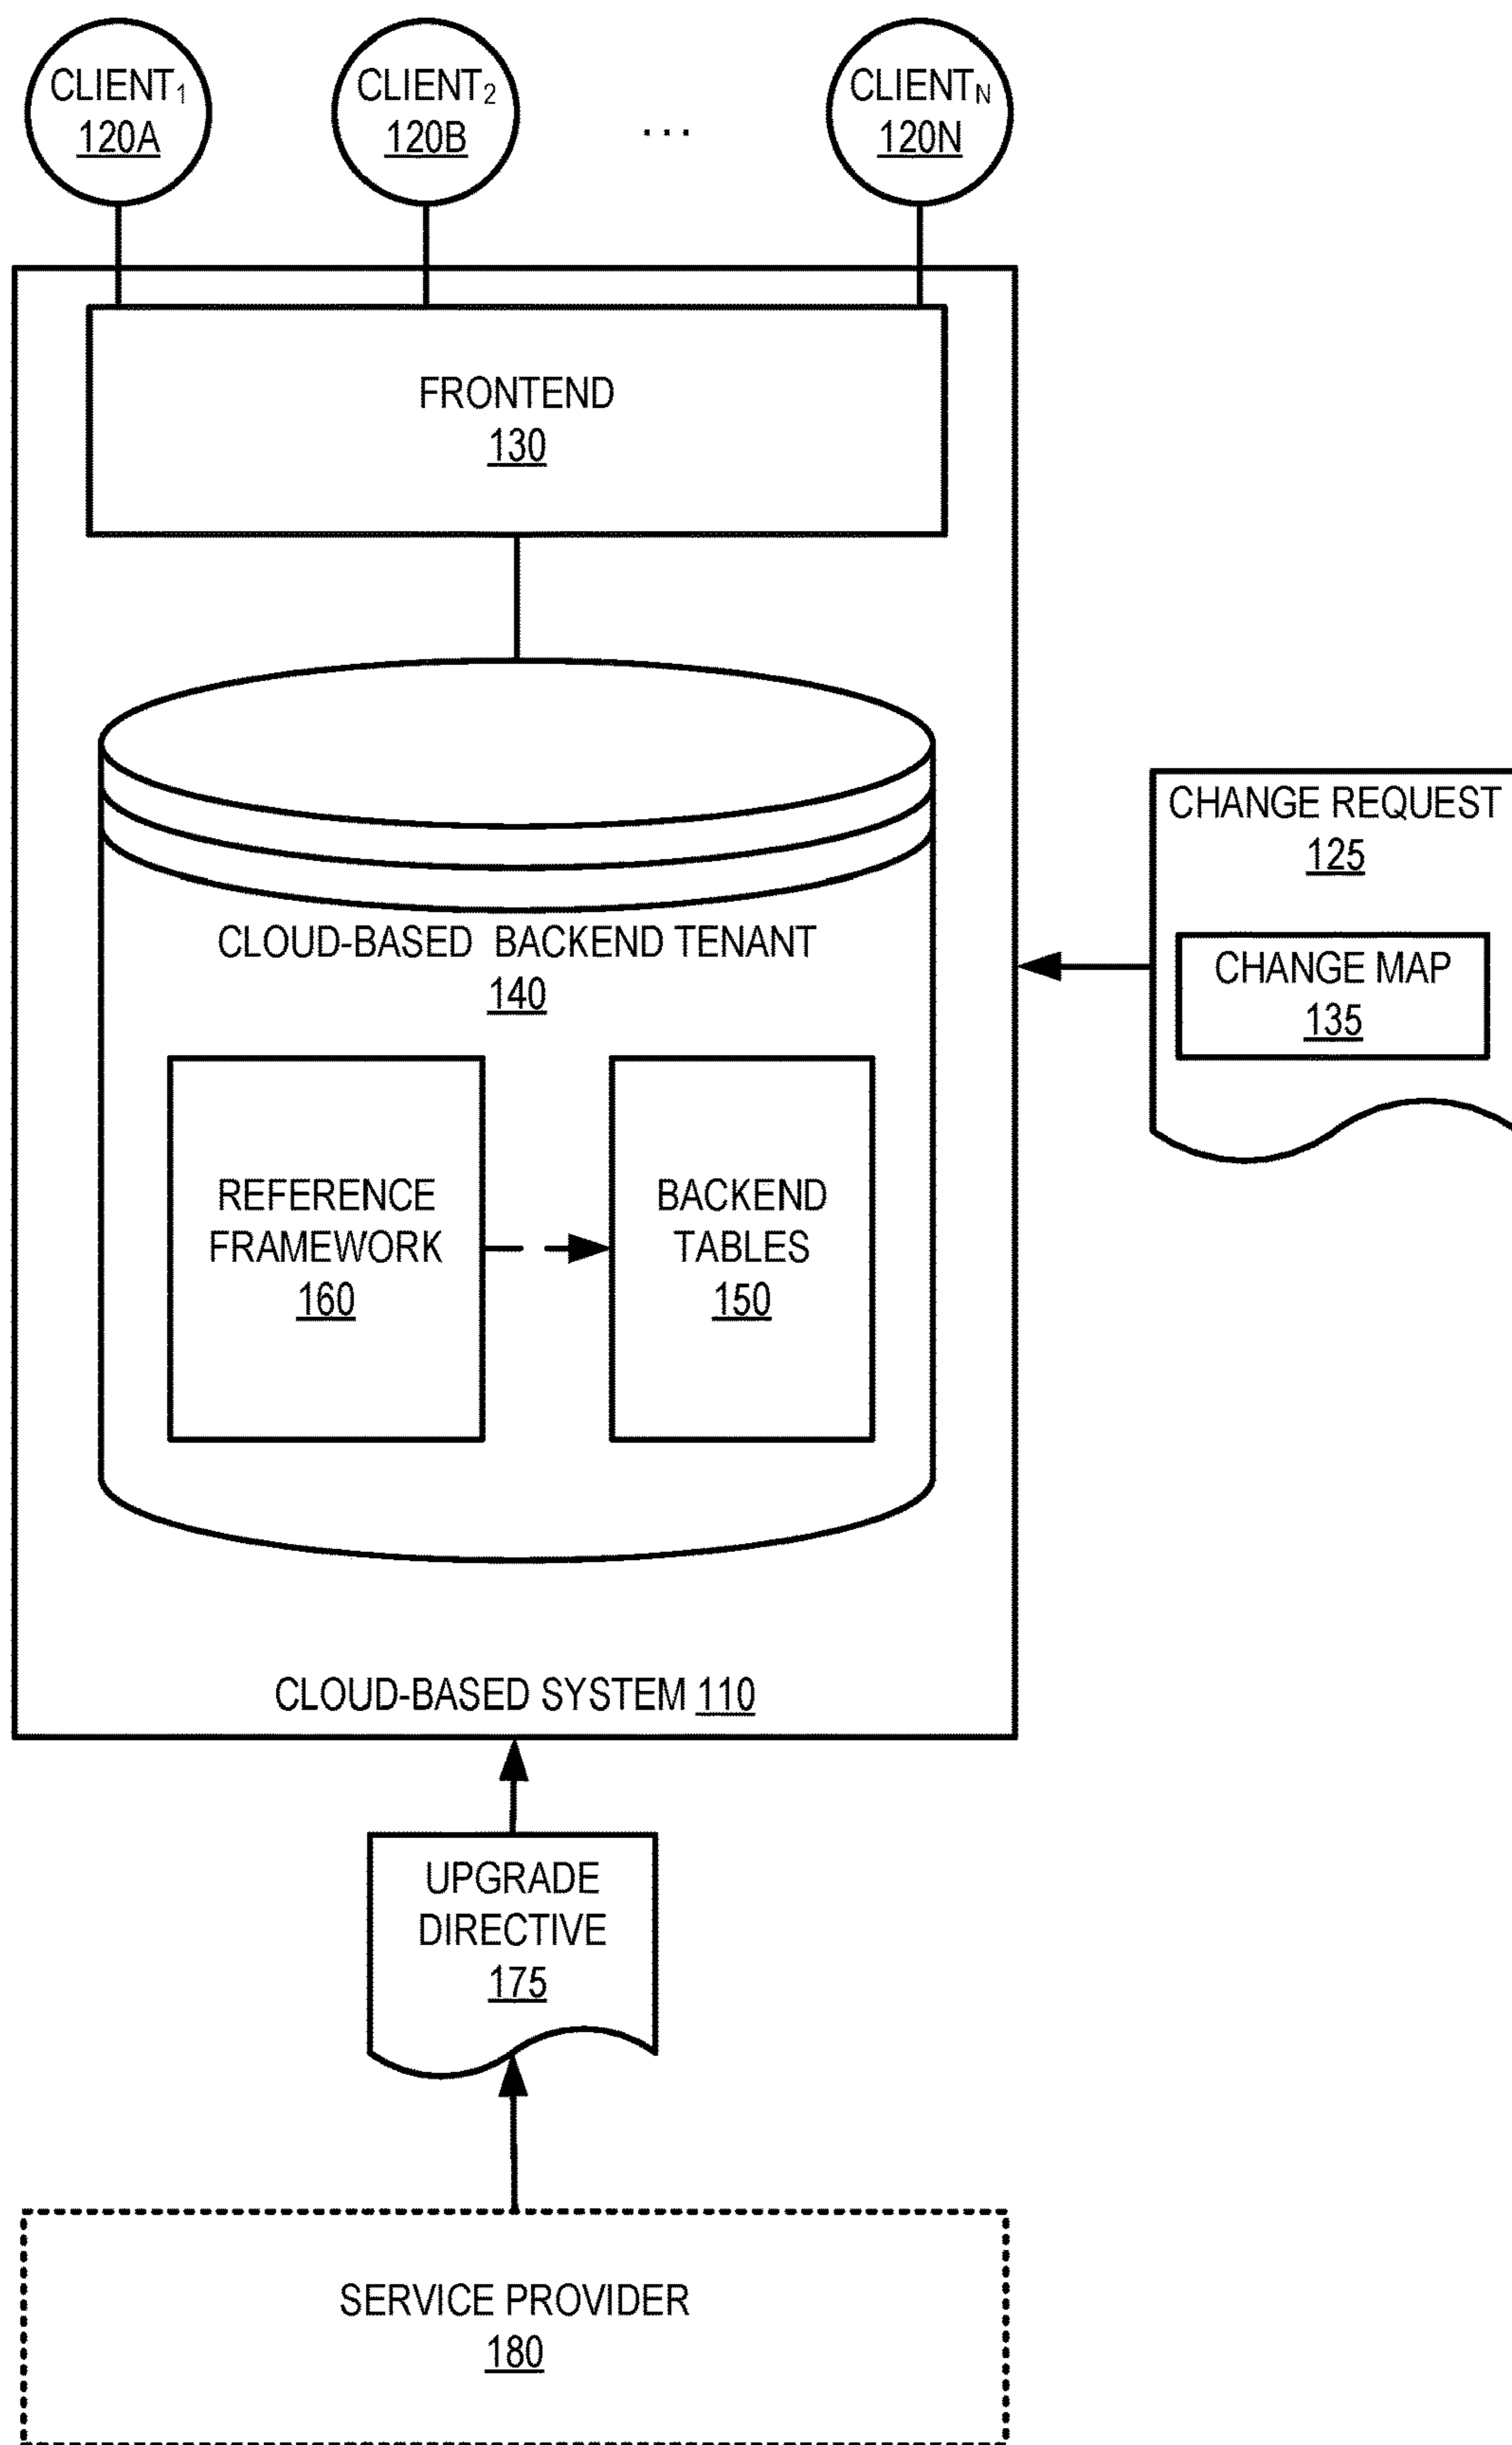 CLIENT1
120A
CLIENT2
120B
...
CLIENTN
120N
FRONTEND
130
CLOUD-BASED BACKEND TENANT
140
REFERENCE
FRAMEWORK
160
BACKEND
TABLES
150
CHANGE REQUEST
125
CHANGE MAP
135
CLOUD-BASED SYSTEM 110
UPGRADE
DIRECTIVE
175
SERVICE PROVIDER
180